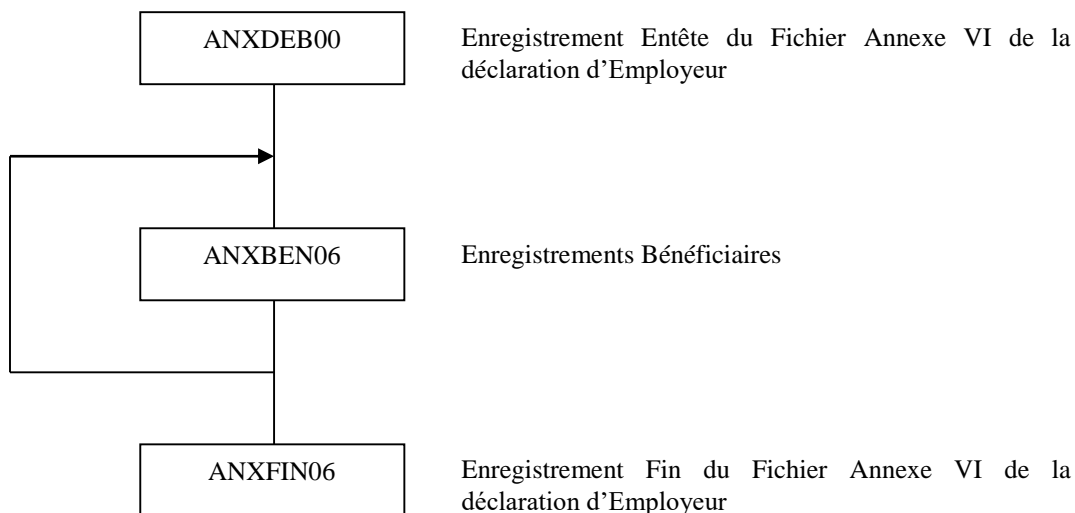 ANXDEB00
Enregistrement Entête du Fichier Annexe VI de la
déclaration d'Employeur
ANXBEN06
Enregistrements Bénéficiaires
ANXFIN06
Enregistrement Fin du Fichier Annexe VI de la
déclaration d'Employeur